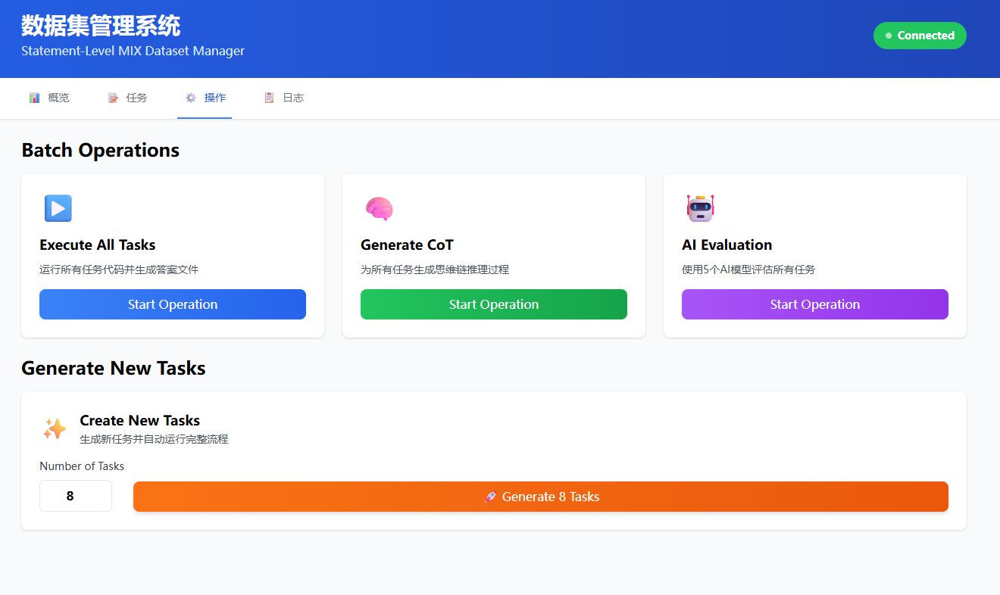 数据集管理系统
Statement-Level MIX Dataset Manager
Connected
概览 任务 操作 日志
Batch Operations
Execute All Tasks
运行所有任务代码并生成答案文件
Start Operation
Generate CoT
为所有任务生成思维链推理过程
Start Operation
AI Evaluation
使用5个AI模型评估所有任务
Start Operation
Generate New Tasks
Create New Tasks
生成新任务并自动运行完整流程
Number of Tasks
8
Generate 8 Tasks